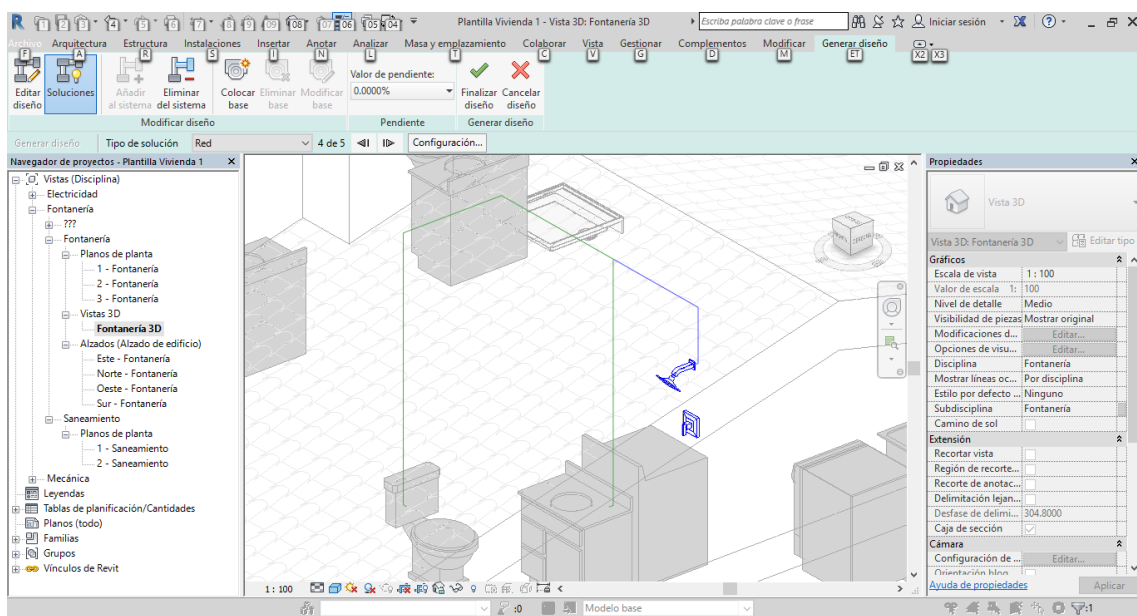 Plantilla Vivienda 1 - Vista 3D: Fontanería 3D
Escriba palabra clave o frase
Iniciar sesión
Archivo Arquitectura Estructura Instalaciones Insertar Anotar Analizar Masa y emplazamiento Colaborar Vista Gestionar Complementos Modificar Generar diseño
F A R S I N L T C V G D M ET X2 X3
Editar diseño
Soluciones
Añadir al sistema
Eliminar del sistema
Colocar base
Eliminar base
Modificar base
Valor de pendiente:
0.0000%
Finalizar diseño
Cancelar diseño
Modificar diseño
Pendiente
Generar diseño
Generar diseño
Tipo de solución
Red
4 de 5
Configuración...
Navegador de proyectos - Plantilla Vivienda 1
Vistas (Disciplina)
Electricidad
Fontanería
???
Fontanería
Planos de planta
1 - Fontanería
2 - Fontanería
3 - Fontanería
Vistas 3D
Fontanería 3D
Alzados (Alzado de edificio)
Este - Fontanería
Norte - Fontanería
Oeste - Fontanería
Sur - Fontanería
Saneamiento
Planos de planta
1 - Saneamiento
2 - Saneamiento
Mecánica
Leyendas
Tablas de planificación/Cantidades
Planos (todo)
Familias
Grupos
Vínculos de Revit
1 : 100
:0
Modelo base
:1
Propiedades
Vista 3D
Vista 3D: Fontanería 3D
Editar tipo
Gráficos
Escala de vista 1 : 100
Valor de escala 1: 100
Nivel de detalle Medio
Visibilidad de piezas Mostrar original
Modificaciones d... Editar...
Opciones de visu... Editar...
Disciplina Fontanería
Mostrar líneas oc... Por disciplina
Estilo por defecto ... Ninguno
Subdisciplina Fontanería
Camino de sol
Extensión
Recortar vista
Región de recorte...
Recorte de anotac...
Delimitación lejan...
Desfase de delimi... 304.8000
Caja de sección
Cámara
Configuración de ... Editar...
Ayuda de propiedades
Aplicar